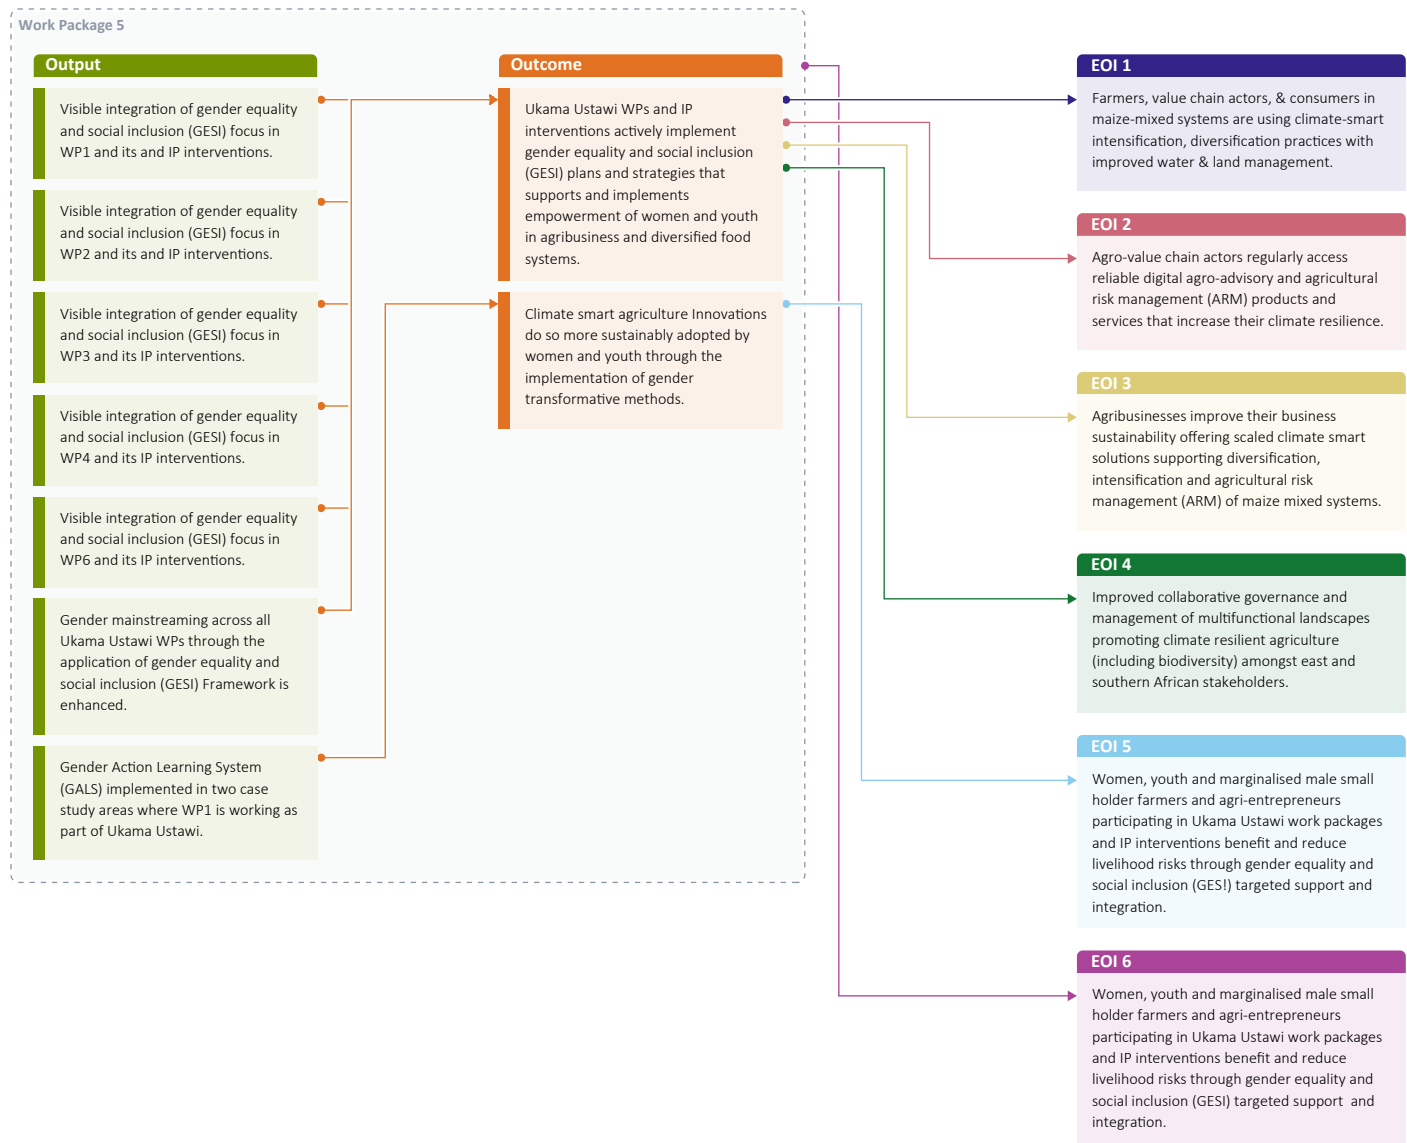 Work Package 5
Output
Visible integration of gender equality
and social inclusion (GESI) focus in
WP1 and its and IP interventions.
Visible integration of gender equality
and social inclusion (GESI) focus in
WP2 and its and IP interventions.
Visible integration of gender equality
and social inclusion (GESI) focus in
WP3 and its IP interventions.
Visible integration of gender equality
and social inclusion (GESI) focus in
WP4 and its IP interventions.
Visible integration of gender equality
and social inclusion (GESI) focus in
WP6 and its IP interventions.
Gender mainstreaming across all
Ukama Ustawi WPs through the
application of gender equality and
social inclusion (GESI) Framework is
enhanced.
Gender Action Learning System
(GALS) implemented in two case
study areas where WP1 is working as
part of Ukama Ustawi.
Outcome
Ukama Ustawi WPs and IP
interventions actively implement
gender equality and social inclusion
(GESI) plans and strategies that
supports and implements
empowerment of women and youth
in agribusiness and diversified food
systems.
Climate smart agriculture Innovations
do so more sustainably adopted by
women and youth through the
implementation of gender
transformative methods.
EOI 1
Farmers, value chain actors, & consumers in
maize-mixed systems are using climate-smart
intensification, diversification practices with
improved water & land management.
EOI 2
Agro-value chain actors regularly access
reliable digital agro-advisory and agricultural
risk management (ARM) products and
services that increase their climate resilience.
EOI 3
Agribusinesses improve their business
sustainability offering scaled climate smart
solutions supporting diversification,
intensification and agricultural risk
management (ARM) of maize mixed systems.
EOI 4
Improved collaborative governance and
management of multifunctional landscapes
promoting climate resilient agriculture
(including biodiversity) amongst east and
southern African stakeholders.
EOI 5
Women, youth and marginalised male small
holder farmers and agri-entrepreneurs
participating in Ukama Ustawi work packages
and IP interventions benefit and reduce
livelihood risks through gender equality and
social inclusion (GES!) targeted support and
integration.
EOI 6
Women, youth and marginalised male small
holder farmers and agri-entrepreneurs
participating in Ukama Ustawi work packages
and IP interventions benefit and reduce
livelihood risks through gender equality and
social inclusion (GESI) targeted support  and
integration.